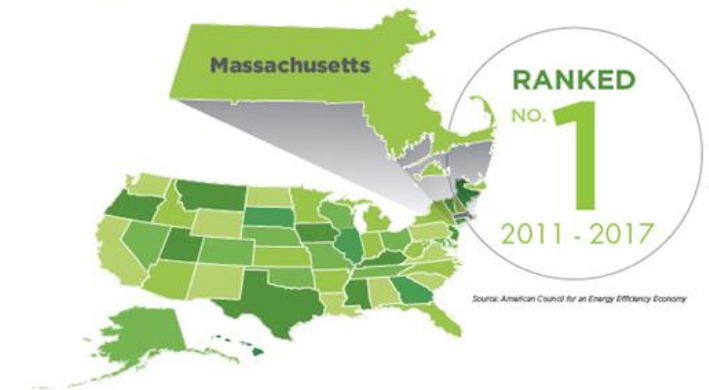 Massachusetts
RANKED
NO. 1
2011 - 2017
Source: American Council for an Energy Efficiency Economy